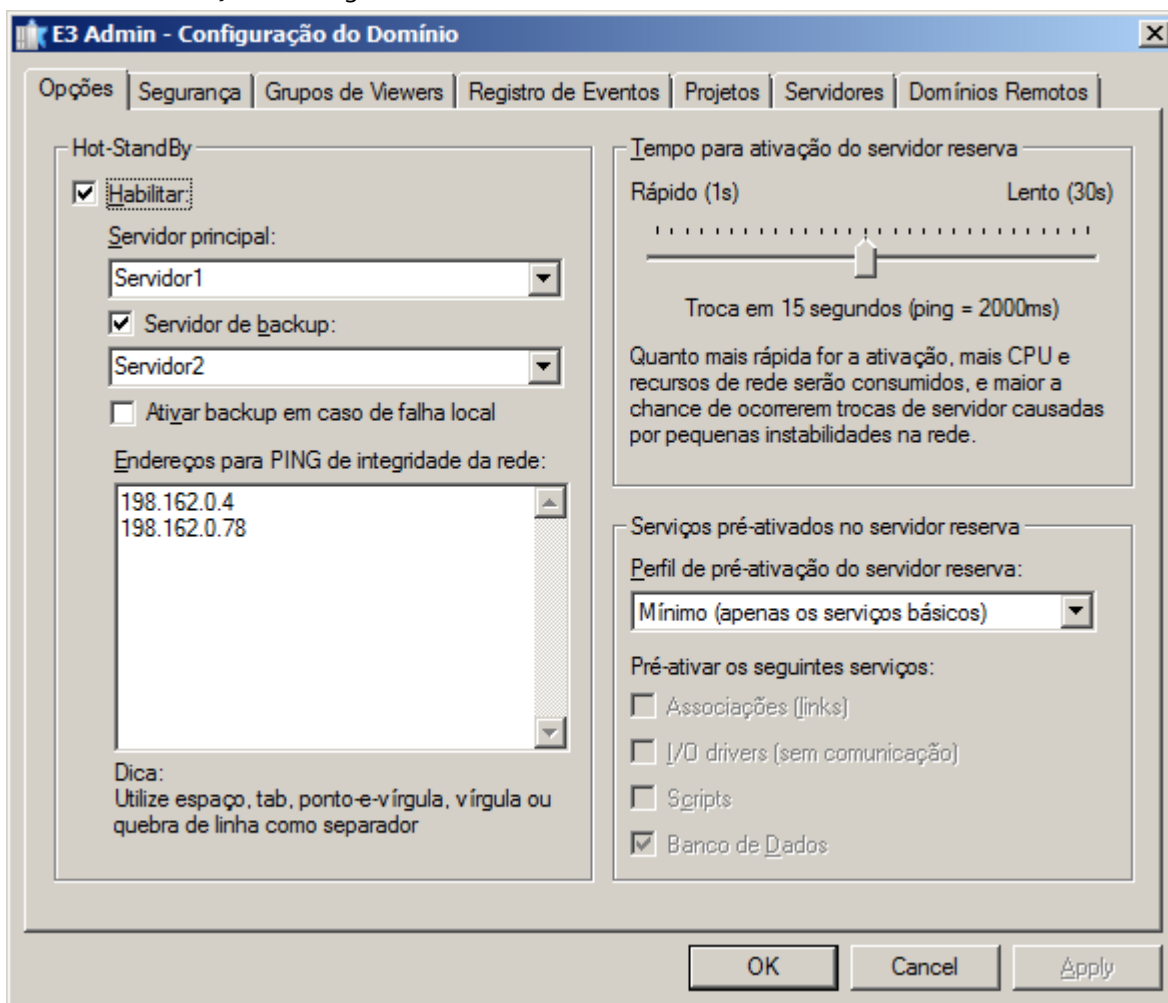 E3 Admin - Configuração do Domínio
Opções
Segurança
Grupos de Viewers
Registro de Eventos
Projetos
Servidores
Domínios Remotos
Hot-StandBy
Habilitar:
Servidor principal:
Servidor1
Servidor de backup:
Servidor2
Ativar backup em caso de falha local
Endereços para PING de integridade da rede:
198.162.0.4
198.162.0.78
Dica:
Utilize espaço, tab, ponto-e-vírgula, vírgula ou
quebra de linha como separador
Tempo para ativação do servidor reserva
Rápido (1s) Lento (30s)
Troca em 15 segundos (ping = 2000ms)
Quanto mais rápida for a ativação, mais CPU e
recursos de rede serão consumidos, e maior a
chance de ocorrerem trocas de servidor causadas
por pequenas instabilidades na rede.
Serviços pré-ativados no servidor reserva
Perfil de pré-ativação do servidor reserva:
Mínimo (apenas os serviços básicos)
Pré-ativar os seguintes serviços:
Associações (links)
I/O drivers (sem comunicação)
Scripts
Banco de Dados
OK
Cancel
Apply